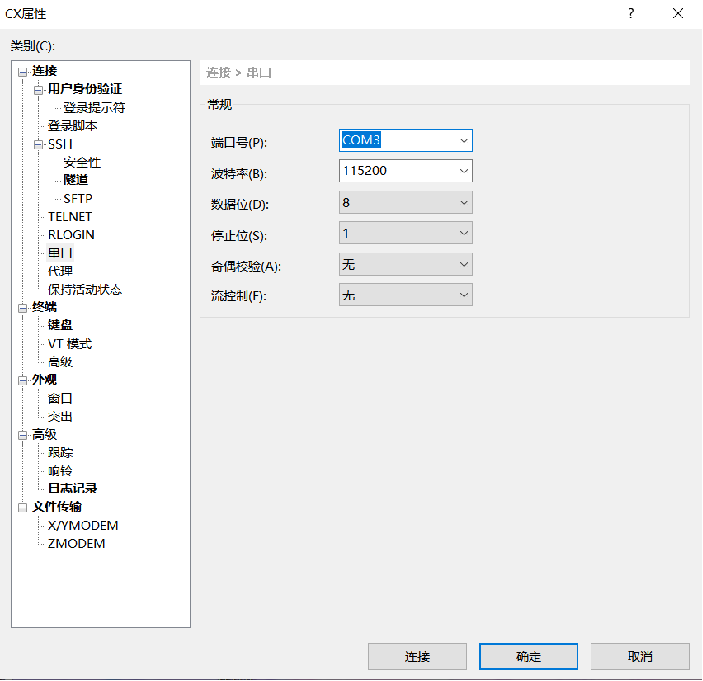 CX属性
类别(C):
连接
用户身份验证
登录提示符
登录脚本
SSH
安全性
隧道
SFTP
TELNET
RLOGIN
串口
代理
保持活动状态
终端
键盘
VT 模式
高级
外观
窗口
突出
高级
跟踪
响铃
日志记录
文件传输
X/YMODEM
ZMODEM
连接 > 串口
常规
端口号(P):
COM3
波特率(B):
115200
数据位(D):
8
停止位(S):
1
奇偶校验(A):
无
流控制(F):
无
连接
确定
取消